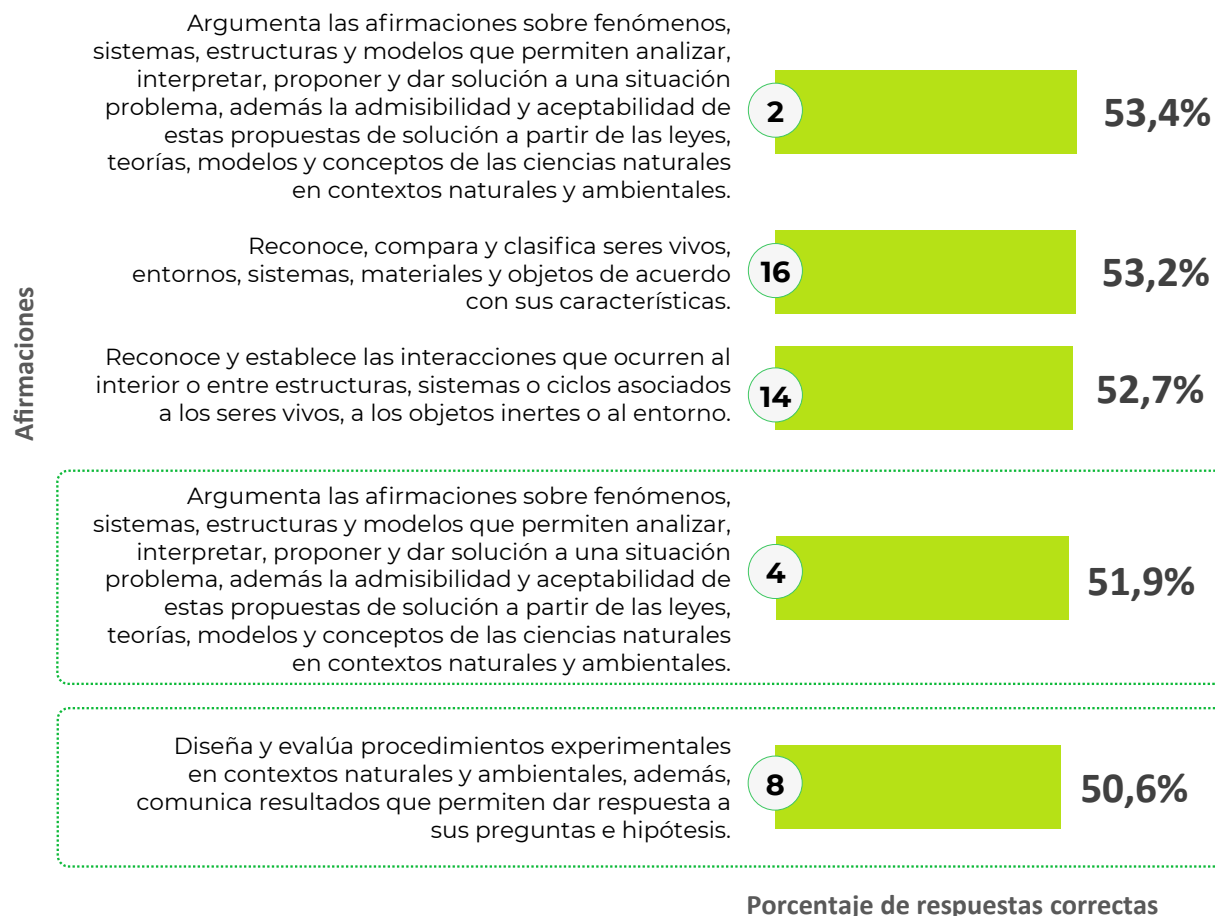 Argumenta las afirmaciones sobre fenómenos,
sistemas, estructuras y modelos que permiten analizar,
interpretar, proponer y dar solución a una situación
problema, además la admisibilidad y aceptabilidad de
estas propuestas de solución a partir de las leyes,
teorías, modelos y conceptos de las ciencias naturales
en contextos naturales y ambientales.
2
53,4%
Reconoce, compara y clasifica seres vivos,
entornos, sistemas, materiales y objetos de acuerdo
con sus características.
16
53,2%
Afirmaciones
Reconoce y establece las interacciones que ocurren al
interior o entre estructuras, sistemas o ciclos asociados
a los seres vivos, a los objetos inertes o al entorno.
14
52,7%
Argumenta las afirmaciones sobre fenómenos,
sistemas, estructuras y modelos que permiten analizar,
interpretar, proponer y dar solución a una situación
problema, además la admisibilidad y aceptabilidad de
estas propuestas de solución a partir de las leyes,
teorías, modelos y conceptos de las ciencias naturales
en contextos naturales y ambientales.
4
51,9%
Diseña y evalúa procedimientos experimentales
en contextos naturales y ambientales, además,
comunica resultados que permiten dar respuesta a
sus preguntas e hipótesis.
8
50,6%
Porcentaje de respuestas correctas